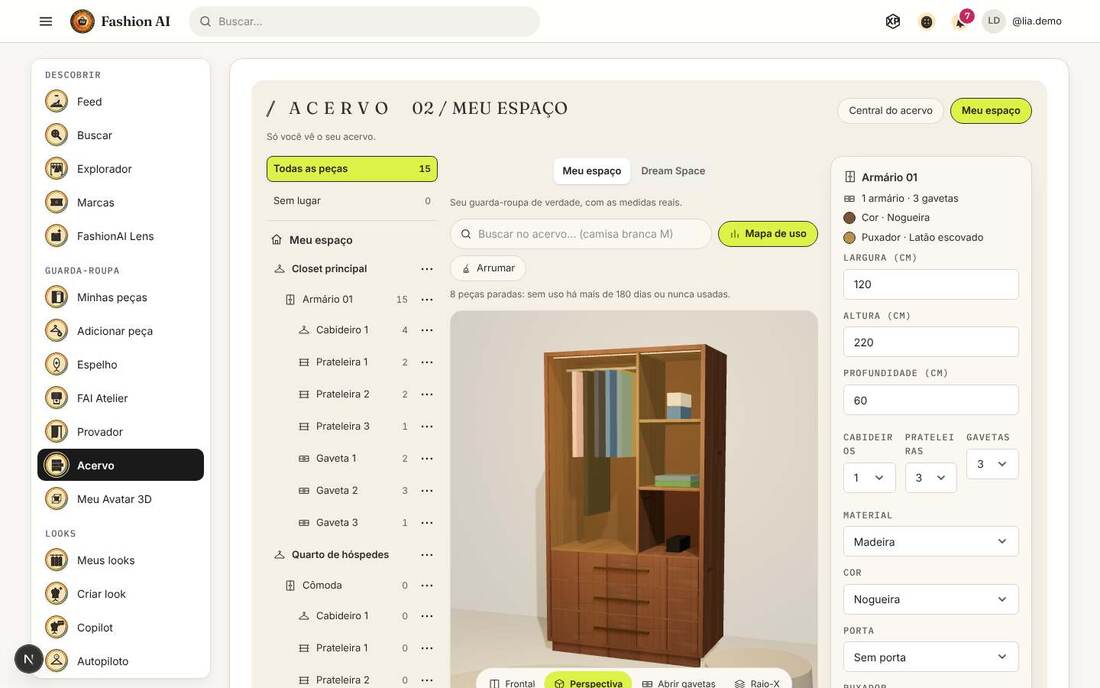 Fashion AI
Buscar...
XP
7
LD
@lia.demo
DESCOBRIR
Feed
Buscar
Explorador
Marcas
FashionAI Lens
GUARDA-ROUPA
Minhas peças
Adicionar peça
Espelho
FAI Atelier
Provador
Acervo
Meu Avatar 3D
LOOKS
Meus looks
Criar look
Copilot
Autopiloto
N
/ ACERVO 02 / MEU ESPAÇO
Central do acervo
Meu espaço
Só você vê o seu acervo.
Todas as peças 15
Sem lugar 0
Meu espaço
Closet principal ...
Armário 01 15 ...
Cabideiro 1 4 ...
Prateleira 1 2 ...
Prateleira 2 2 ...
Prateleira 3 1 ...
Gaveta 1 2 ...
Gaveta 2 3 ...
Gaveta 3 1 ...
Quarto de hóspedes ...
Cômoda 0 ...
Cabideiro 1 0 ...
Prateleira 1 0 ...
Prateleira 2 0 ...
Meu espaço
Dream Space
Seu guarda-roupa de verdade, com as medidas reais.
Buscar no acervo... (camisa branca M)
Mapa de uso
Arrumar
8 peças paradas: sem uso há mais de 180 dias ou nunca usadas.
Frontal
Perspectiva
Abrir gavetas
Raio-X
Armário 01
1 armário · 3 gavetas
Cor · Nogueira
Puxador · Latão escovado
LARGURA (CM)
120
ALTURA (CM)
220
PROFUNDIDADE (CM)
60
CABIDEIR
OS
1
PRATELEI
RAS
3
GAVETAS
3
MATERIAL
Madeira
COR
Nogueira
PORTA
Sem porta
PUXADOR